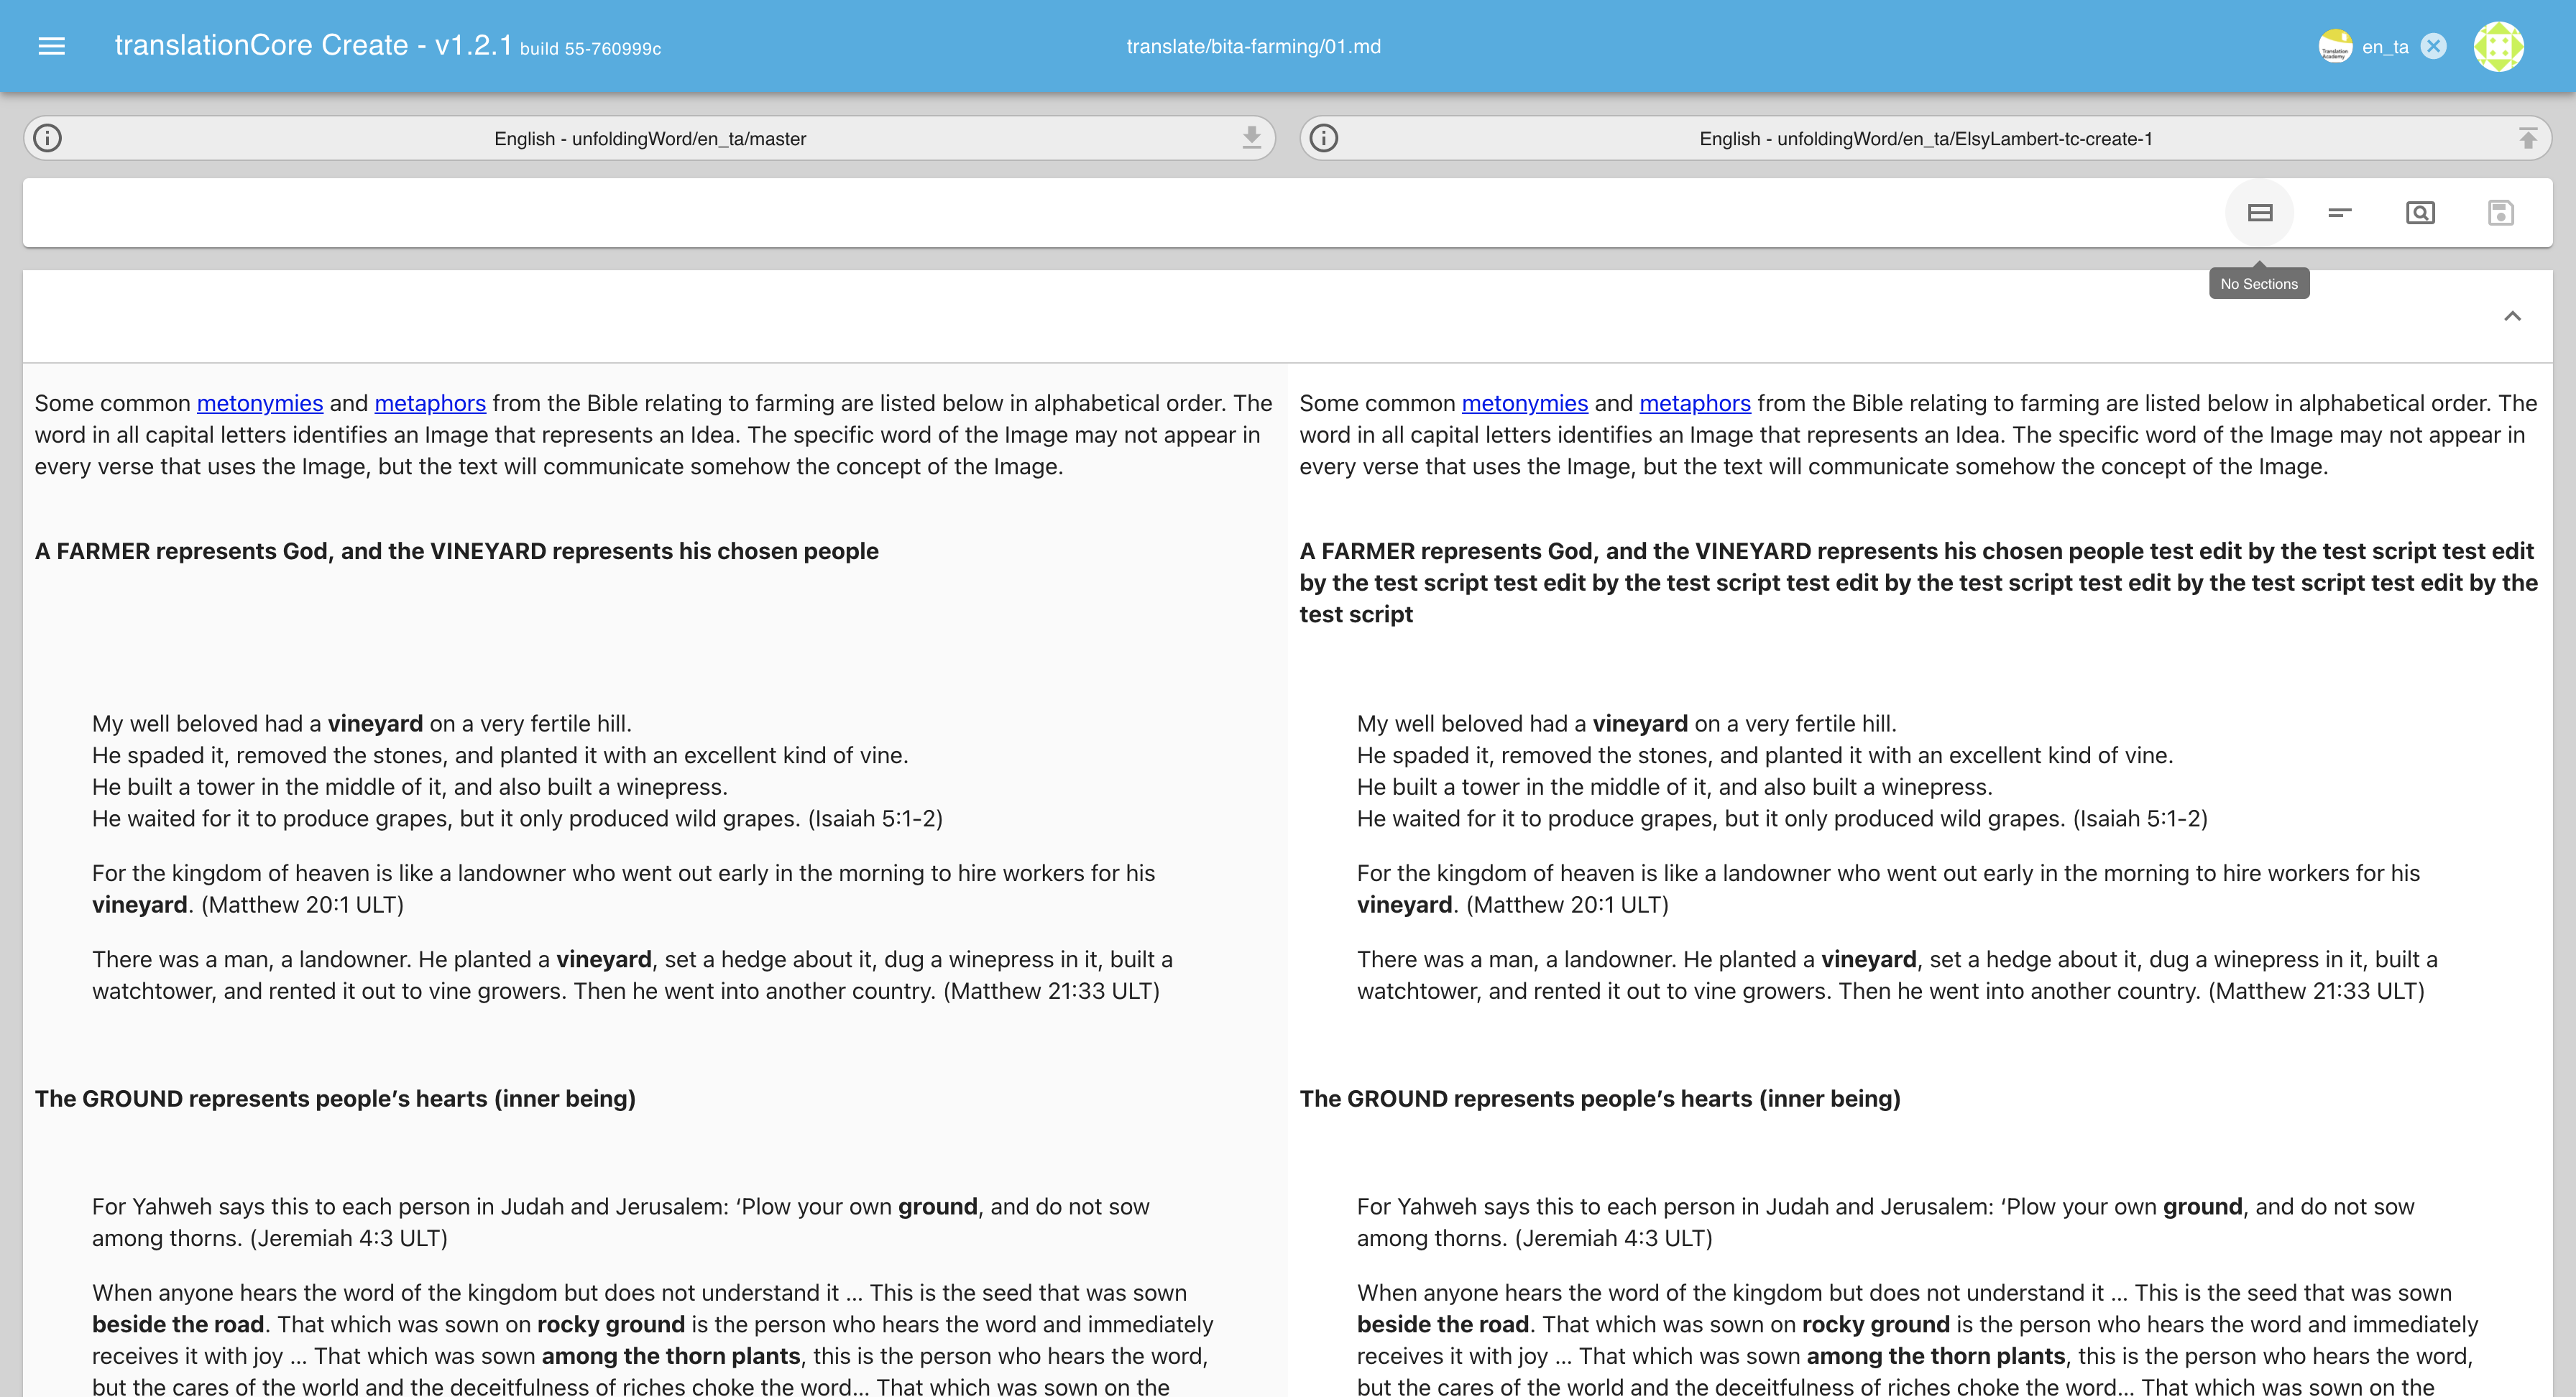 translationCore Create - v1.2.1 build 55-760999c
translate/bita-farming/01.md
Translation
Academy
en_ta
English - unfoldingWord/en_ta/master
English - unfoldingWord/en_ta/ElsyLambert-tc-create-1
No Sections
Some common metonymies and metaphors from the Bible relating to farming are listed below in alphabetical order. The
word in all capital letters identifies an Image that represents an Idea. The specific word of the Image may not appear in
every verse that uses the Image, but the text will communicate somehow the concept of the Image.
A FARMER represents God, and the VINEYARD represents his chosen people
My well beloved had a vineyard on a very fertile hill.
He spaded it, removed the stones, and planted it with an excellent kind of vine.
He built a tower in the middle of it, and also built a winepress.
He waited for it to produce grapes, but it only produced wild grapes. (Isaiah 5:1-2)
For the kingdom of heaven is like a landowner who went out early in the morning to hire workers for his
vineyard. (Matthew 20:1 ULT)
There was a man, a landowner. He planted a vineyard, set a hedge about it, dug a winepress in it, built a
watchtower, and rented it out to vine growers. Then he went into another country. (Matthew 21:33 ULT)
The GROUND represents people’s hearts (inner being)
For Yahweh says this to each person in Judah and Jerusalem: ‘Plow your own ground, and do not sow
among thorns. (Jeremiah 4:3 ULT)
When anyone hears the word of the kingdom but does not understand it ... This is the seed that was sown
beside the road. That which was sown on rocky ground is the person who hears the word and immediately
receives it with joy ... That which was sown among the thorn plants, this is the person who hears the word,
but the cares of the world and the deceitfulness of riches choke the word... That which was sown on the
Some common metonymies and metaphors from the Bible relating to farming are listed below in alphabetical order. The
word in all capital letters identifies an Image that represents an Idea. The specific word of the Image may not appear in
every verse that uses the Image, but the text will communicate somehow the concept of the Image.
A FARMER represents God, and the VINEYARD represents his chosen people test edit by the test script test edit
by the test script test edit by the test script test edit by the test script test edit by the test script test edit by the
test script
My well beloved had a vineyard on a very fertile hill.
He spaded it, removed the stones, and planted it with an excellent kind of vine.
He built a tower in the middle of it, and also built a winepress.
He waited for it to produce grapes, but it only produced wild grapes. (Isaiah 5:1-2)
For the kingdom of heaven is like a landowner who went out early in the morning to hire workers for his
vineyard. (Matthew 20:1 ULT)
There was a man, a landowner. He planted a vineyard, set a hedge about it, dug a winepress in it, built a
watchtower, and rented it out to vine growers. Then he went into another country. (Matthew 21:33 ULT)
The GROUND represents people’s hearts (inner being)
For Yahweh says this to each person in Judah and Jerusalem: ‘Plow your own ground, and do not sow
among thorns. (Jeremiah 4:3 ULT)
When anyone hears the word of the kingdom but does not understand it ... This is the seed that was sown
beside the road. That which was sown on rocky ground is the person who hears the word and immediately
receives it with joy ... That which was sown among the thorn plants, this is the person who hears the word,
but the cares of the world and the deceitfulness of riches choke the word... That which was sown on the